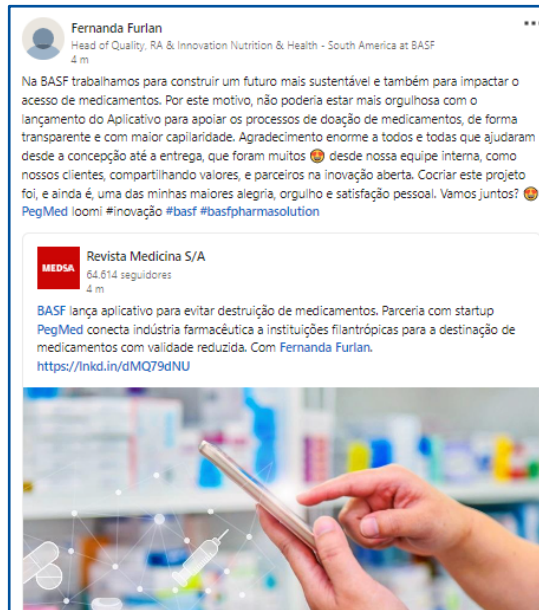 Fernanda Furlan
Head of Quality, RA & Innovation Nutrition & Health - South America at BASF
4 m
Na BASF trabalhamos para construir um futuro mais sustentável e também para impactar o
acesso de medicamentos. Por este motivo, não poderia estar mais orgulhosa com o
lançamento do Aplicativo para apoiar os processos de doação de medicamentos, de forma
transparente e com maior capilaridade. Agradecimento enorme a todos e todas que ajudaram
desde a concepção até a entrega, que foram muitos 🤩 desde nossa equipe interna, como
nossos clientes, compartilhando valores, e parceiros na inovação aberta. Cocriar este projeto
foi, e ainda é, uma das minhas maiores alegria, orgulho e satisfação pessoal. Vamos juntos? 🤩
PegMed loomi #inovação #basf #basfpharmasolution
MEDSA
Revista Medicina S/A
64.614 seguidores
4 m
BASF lança aplicativo para evitar destruição de medicamentos. Parceria com startup
PegMed conecta indústria farmacêutica a instituições filantrópicas para a destinação de
medicamentos com validade reduzida. Com Fernanda Furlan.
https://lnkd.in/dMQ79dNU